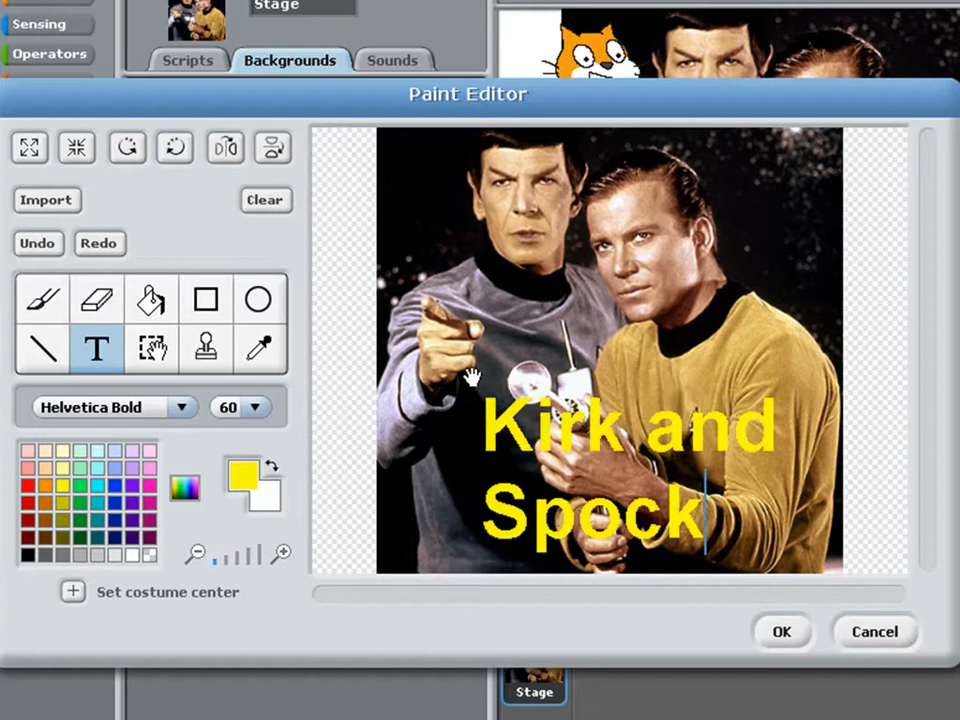 Sensing
Operators
Stage
Scripts
Backgrounds
Sounds
Paint Editor
Import
Clear
Undo
Redo
T
Helvetica Bold
60
Set costume center
Kirk and
Spock
OK
Cancel
Stage